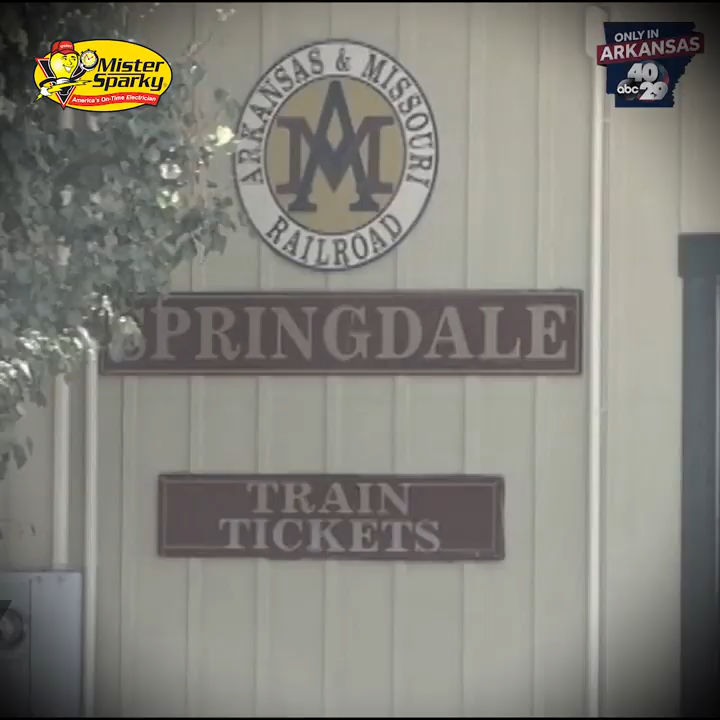 Mister
Sparky
America's On-Time Electrician
ONLY IN
ARKANSAS
40
abc 29
ARKANSAS & MISSOURI
AM
RAILROAD
SPRINGDALE
TRAIN
TICKETS